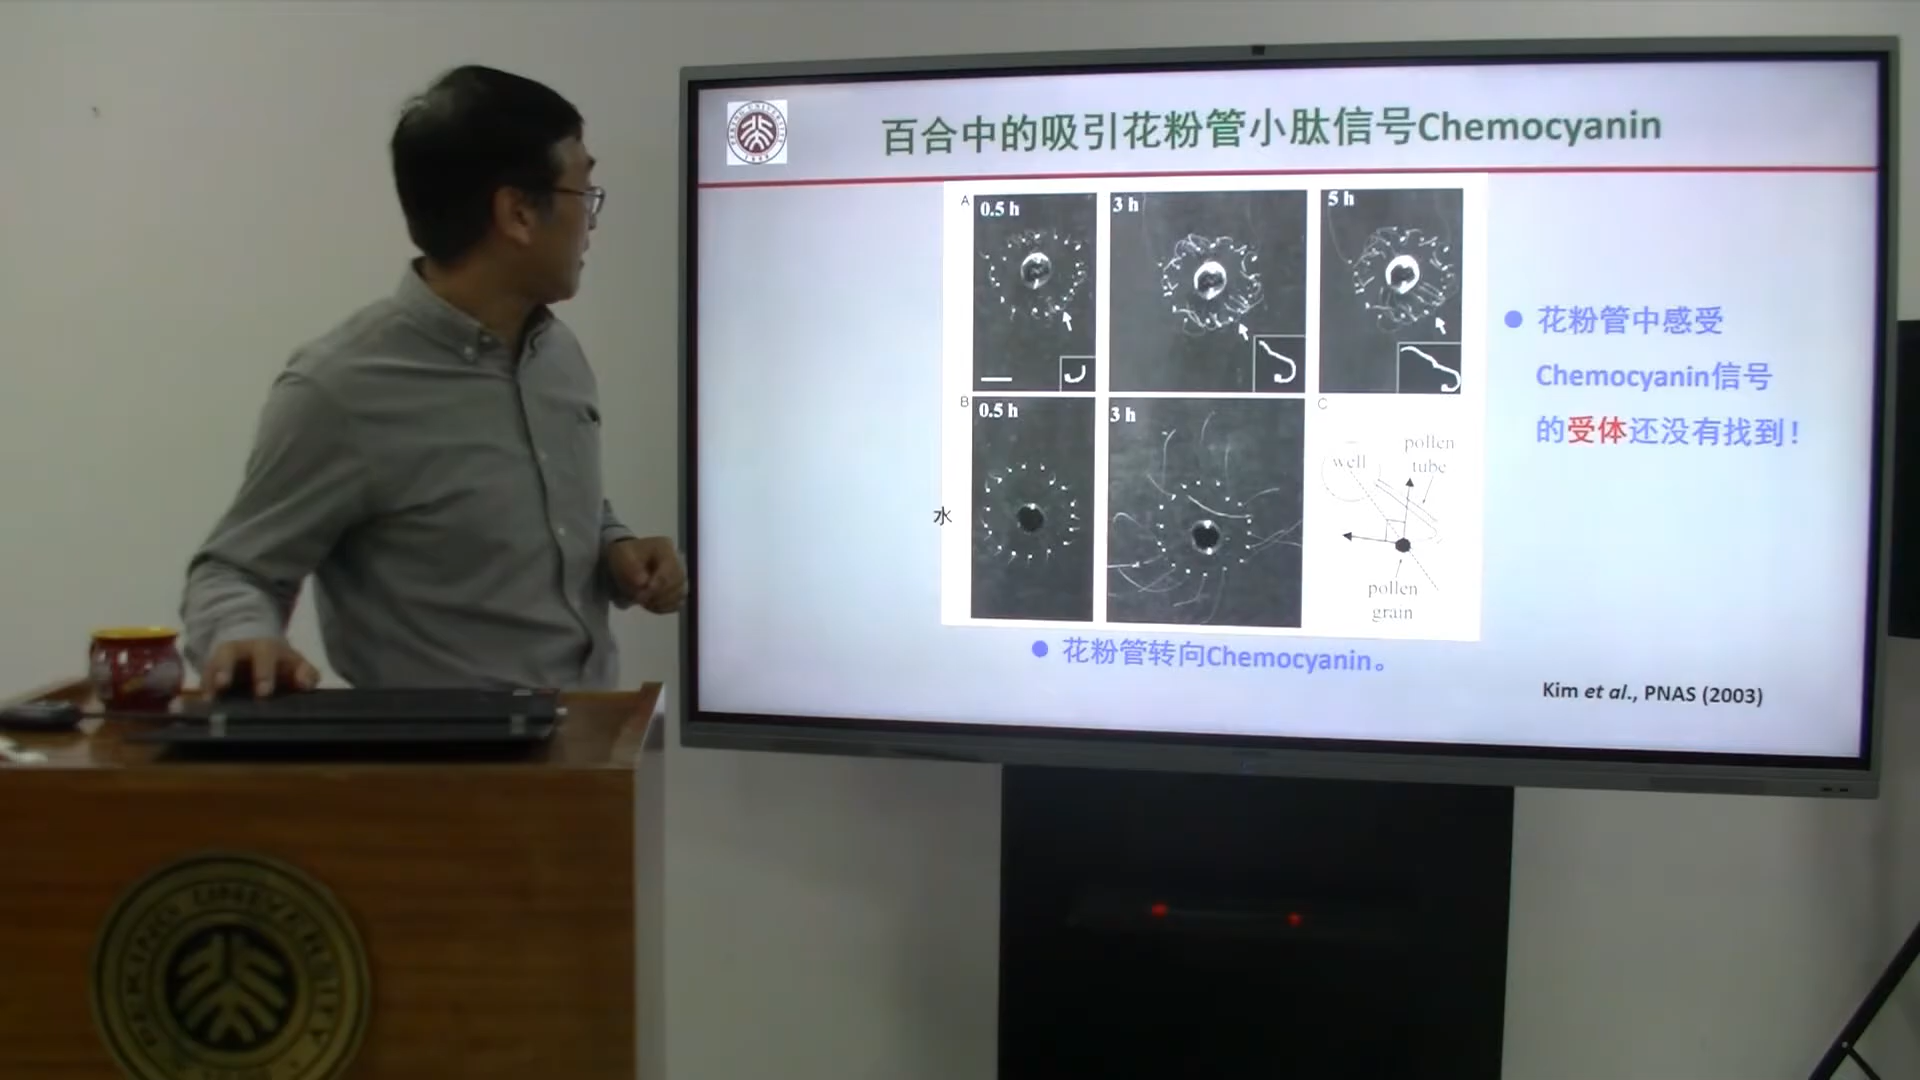 百合中的吸引花粉管小肽信号Chemocyanin
A
0.5 h
3 h
5 h
B
0.5 h
3 h
C
well
pollen
tube
pollen
grain
水
花粉管中感受
Chemocyanin信号
的受体还没有找到！
花粉管转向Chemocyanin。
Kim et al., PNAS (2003)
PEKING UNIVERSITY